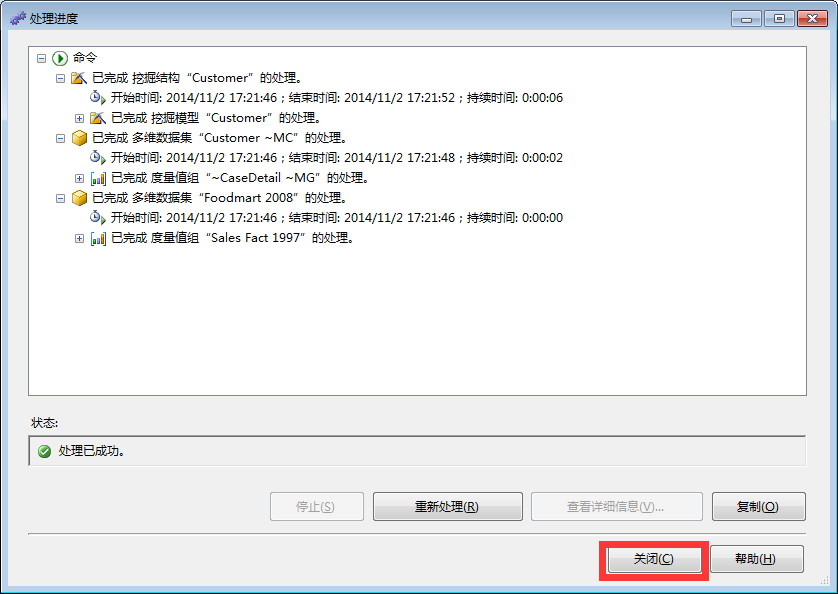 处理进度
命令
已完成 挖掘结构“Customer”的处理。
开始时间: 2014/11/2 17:21:46；结束时间: 2014/11/2 17:21:52；持续时间: 0:00:06
已完成 挖掘模型“Customer”的处理。
已完成 多维数据集“Customer ~MC”的处理。
开始时间: 2014/11/2 17:21:46；结束时间: 2014/11/2 17:21:48；持续时间: 0:00:02
已完成 度量值组“~CaseDetail ~MG”的处理。
已完成 多维数据集“Foodmart 2008”的处理。
开始时间: 2014/11/2 17:21:46；结束时间: 2014/11/2 17:21:46；持续时间: 0:00:00
已完成 度量值组“Sales Fact 1997”的处理。
状态:
处理已成功。
停止(S) 重新处理(R) 查看详细信息(V)... 复制(O)
关闭(C) 帮助(H)